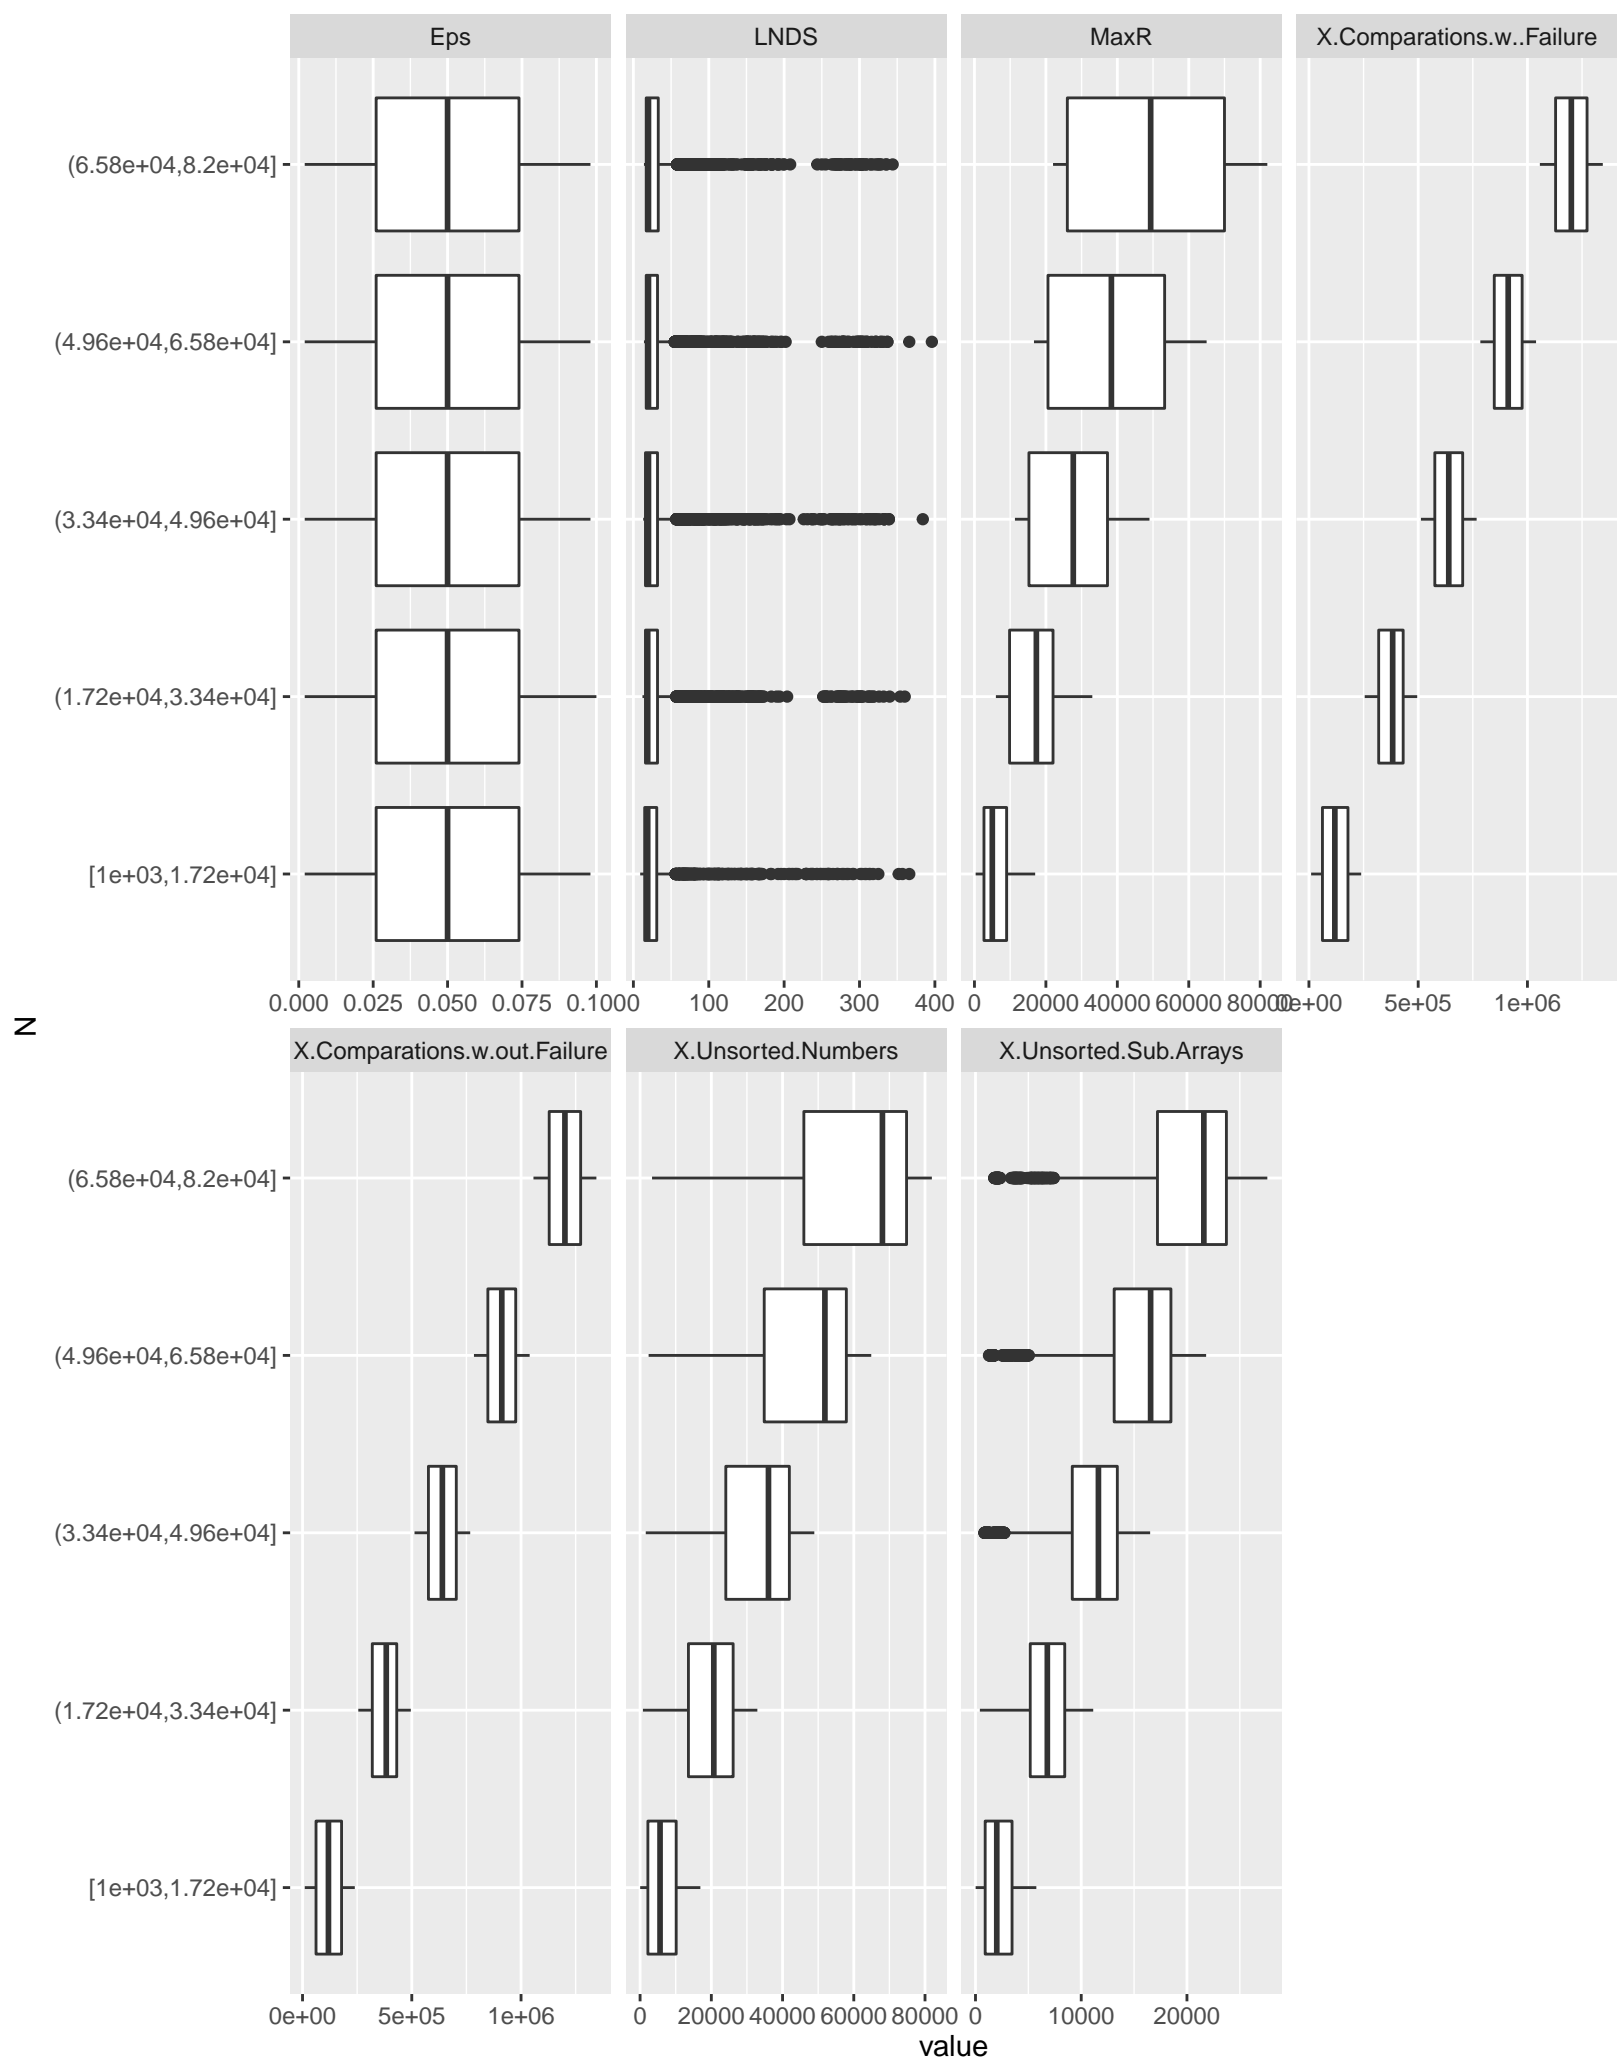 Eps LNDS MaxR X.Comparations.w..Failure
(6.58e+04,8.2e+04]
(4.96e+04,6.58e+04]
(3.34e+04,4.96e+04]
(1.72e+04,3.34e+04]
[1e+03,1.72e+04]
0.000 0.025 0.050 0.075 0.100 0 100 200 300 400 0 20000 40000 60000 80000 0e+00 5e+05 1e+06
N
X.Comparations.w.out.Failure X.Unsorted.Numbers X.Unsorted.Sub.Arrays
(6.58e+04,8.2e+04]
(4.96e+04,6.58e+04]
(3.34e+04,4.96e+04]
(1.72e+04,3.34e+04]
[1e+03,1.72e+04]
0e+00 5e+05 1e+06 0 20000 40000 60000 80000 0 10000 20000
value